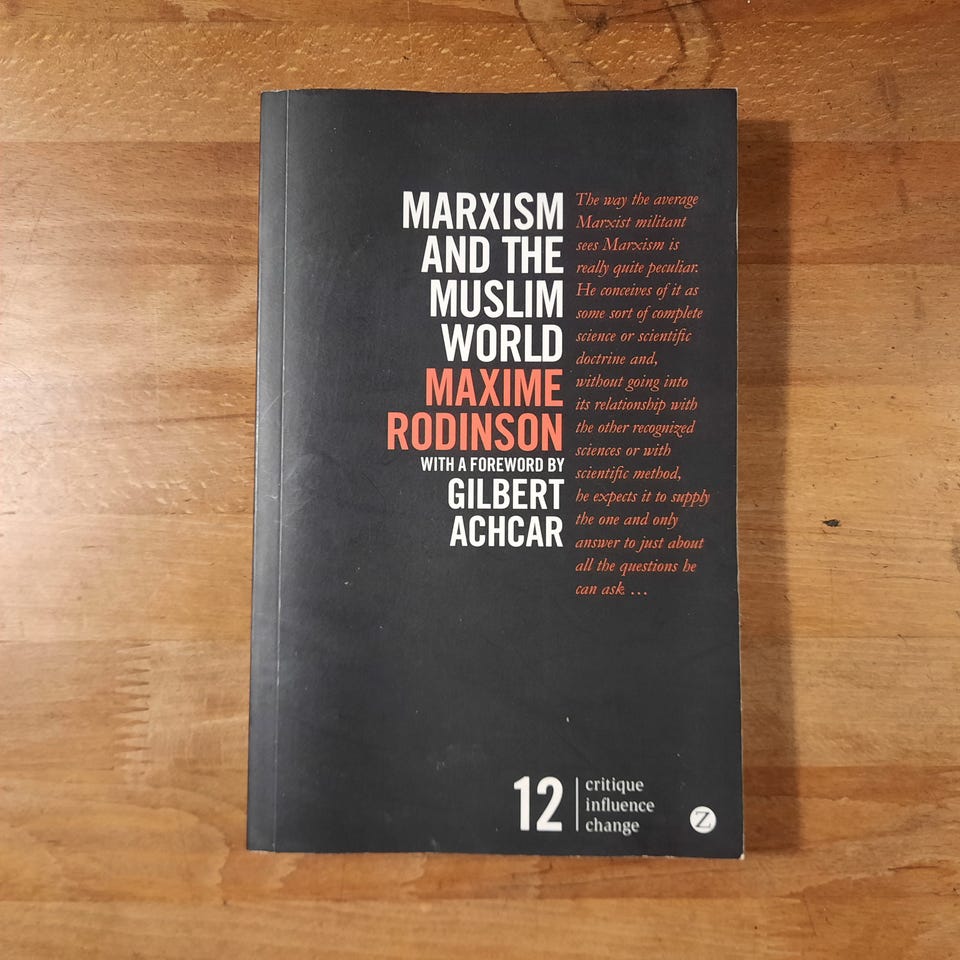 MARXISM
AND THE
MUSLIM
WORLD
MAXIME
RODINSON
WITH A FOREWORD BY
GILBERT
ACHCAR
The way the average
Marxist militant
sees Marxism is
really quite peculiar.
He conceives of it as
some sort of complete
science or scientific
doctrine and,
without going into
its relationship with
the other recognized
sciences or with
scientific method,
he expects it to supply
the one and only
answer to just about
all the questions he
can ask …
12
critique
influence
change
Z